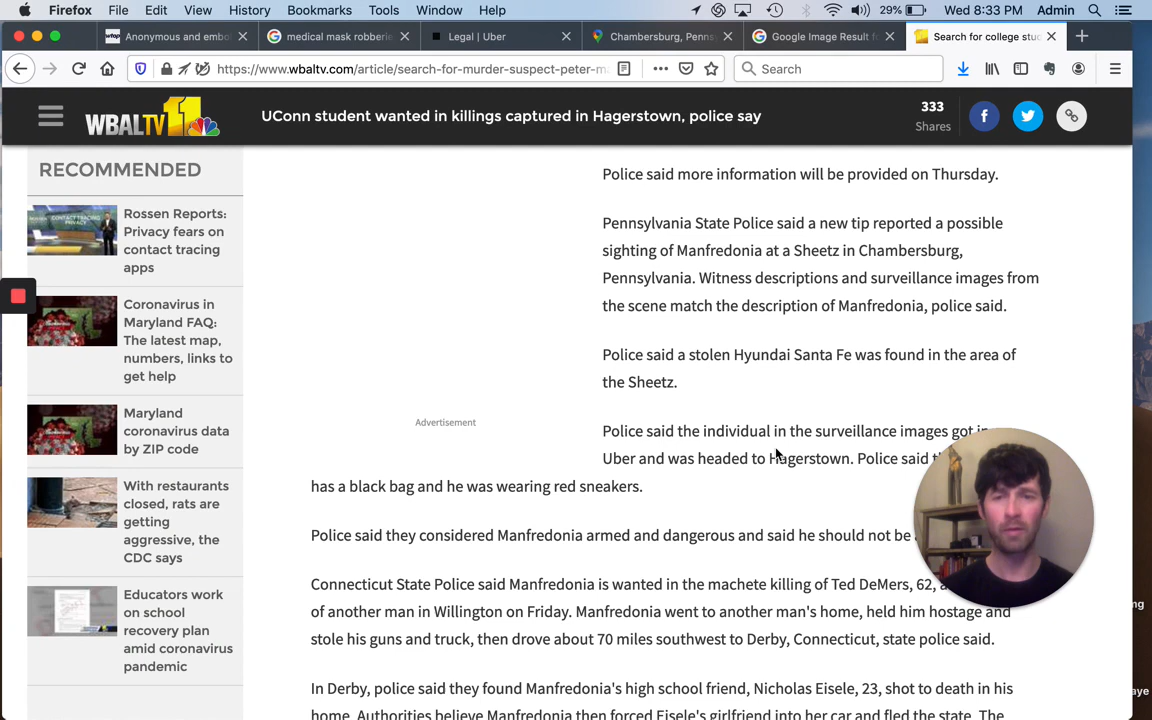 Firefox File Edit View History Bookmarks Tools Window Help 29% Wed 8:33 PM Admin
wtop Anonymous and embol
medical mask robberie
Legal | Uber
Chambersburg, Penns
Google Image Result fo
Search for college stu
https://www.wbaltv.com/article/search-for-murder-suspect-peter-m
Search
WBALTV 1
UConn student wanted in killings captured in Hagerstown, police say
333
Shares
RECOMMENDED
Rossen Reports:
Privacy fears on
contact tracing
apps
Coronavirus in
Maryland FAQ:
The latest map,
numbers, links to
get help
Maryland
coronavirus data
by ZIP code
With restaurants
closed, rats are
getting
aggressive, the
CDC says
Educators work
on school
recovery plan
amid coronavirus
pandemic
Police said more information will be provided on Thursday.
Pennsylvania State Police said a new tip reported a possible
sighting of Manfredonia at a Sheetz in Chambersburg,
Pennsylvania. Witness descriptions and surveillance images from
the scene match the description of Manfredonia, police said.
Police said a stolen Hyundai Santa Fe was found in the area of
the Sheetz.
Advertisement
Police said the individual in the surveillance images got in
Uber and was headed to Hagerstown. Police said
has a black bag and he was wearing red sneakers.
Police said they considered Manfredonia armed and dangerous and said he should not be
Connecticut State Police said Manfredonia is wanted in the machete killing of Ted DeMers, 62,
of another man in Willington on Friday. Manfredonia went to another man's home, held him hostage and
stole his guns and truck, then drove about 70 miles southwest to Derby, Connecticut, state police said.
In Derby, police said they found Manfredonia's high school friend, Nicholas Eisele, 23, shot to death in his
home. Authorities believe Manfredonia then forced Eisele's girlfriend into her car and fled the state. The